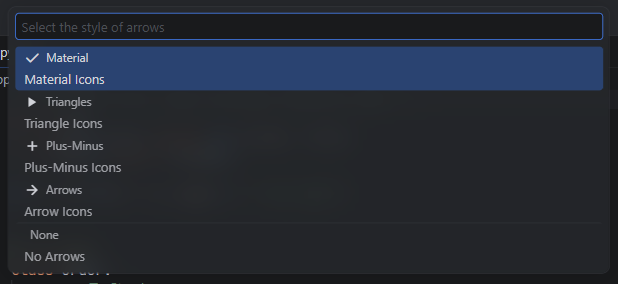 Select the style of arrows
Material
Material Icons
Triangles
Triangle Icons
Plus-Minus
Plus-Minus Icons
Arrows
Arrow Icons
None
No Arrows